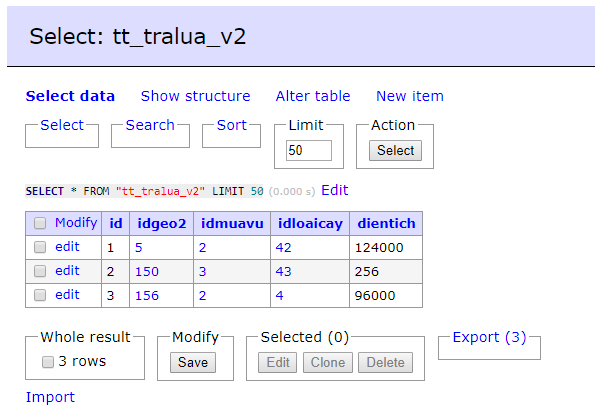 Select: tt_tralua_v2
Select data Show structure Alter table New item
Select Search Sort Limit Action
50 Select
SELECT * FROM "tt_tralua_v2" LIMIT 50 (0.000 s) Edit
Modify id idgeo2 idmuavu idloaicay dientich
edit 1 5 2 42 124000
edit 2 150 3 43 256
edit 3 156 2 4 96000
Whole result Modify Selected (0) Export (3)
3 rows Save Edit Clone Delete
Import